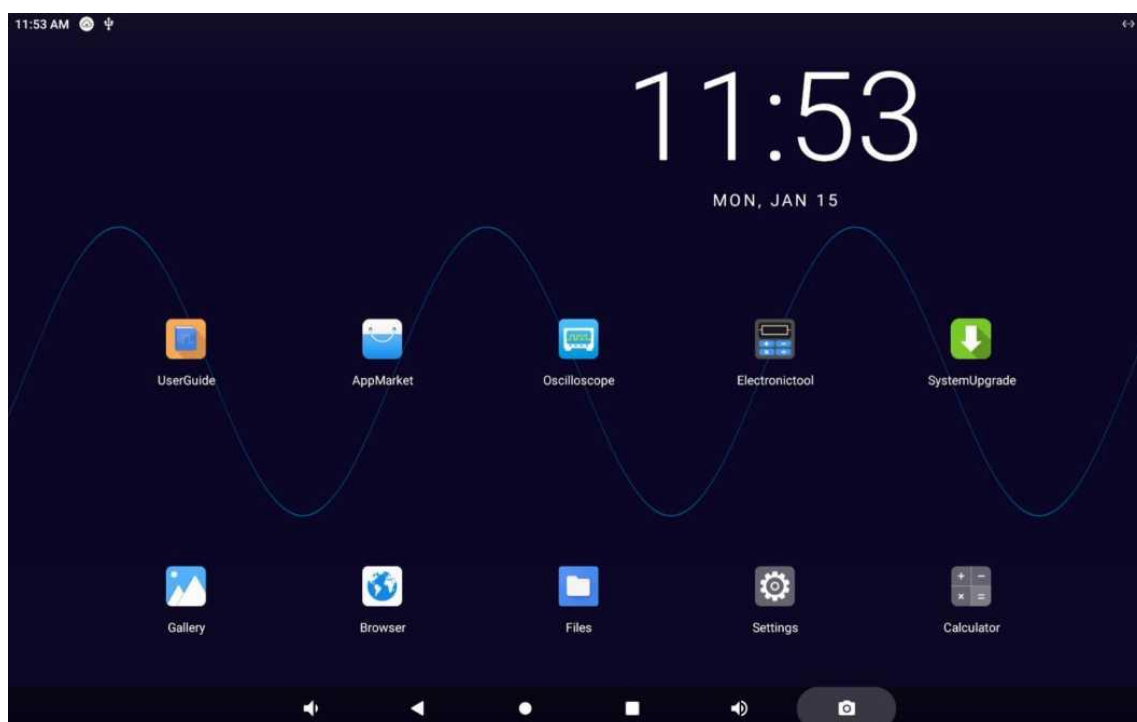 11:53 AM
11:53
MON, JAN 15
UserGuide
AppMarket
Oscilloscope
Electronictool
SystemUpgrade
Gallery
Browser
Files
Settings
Calculator